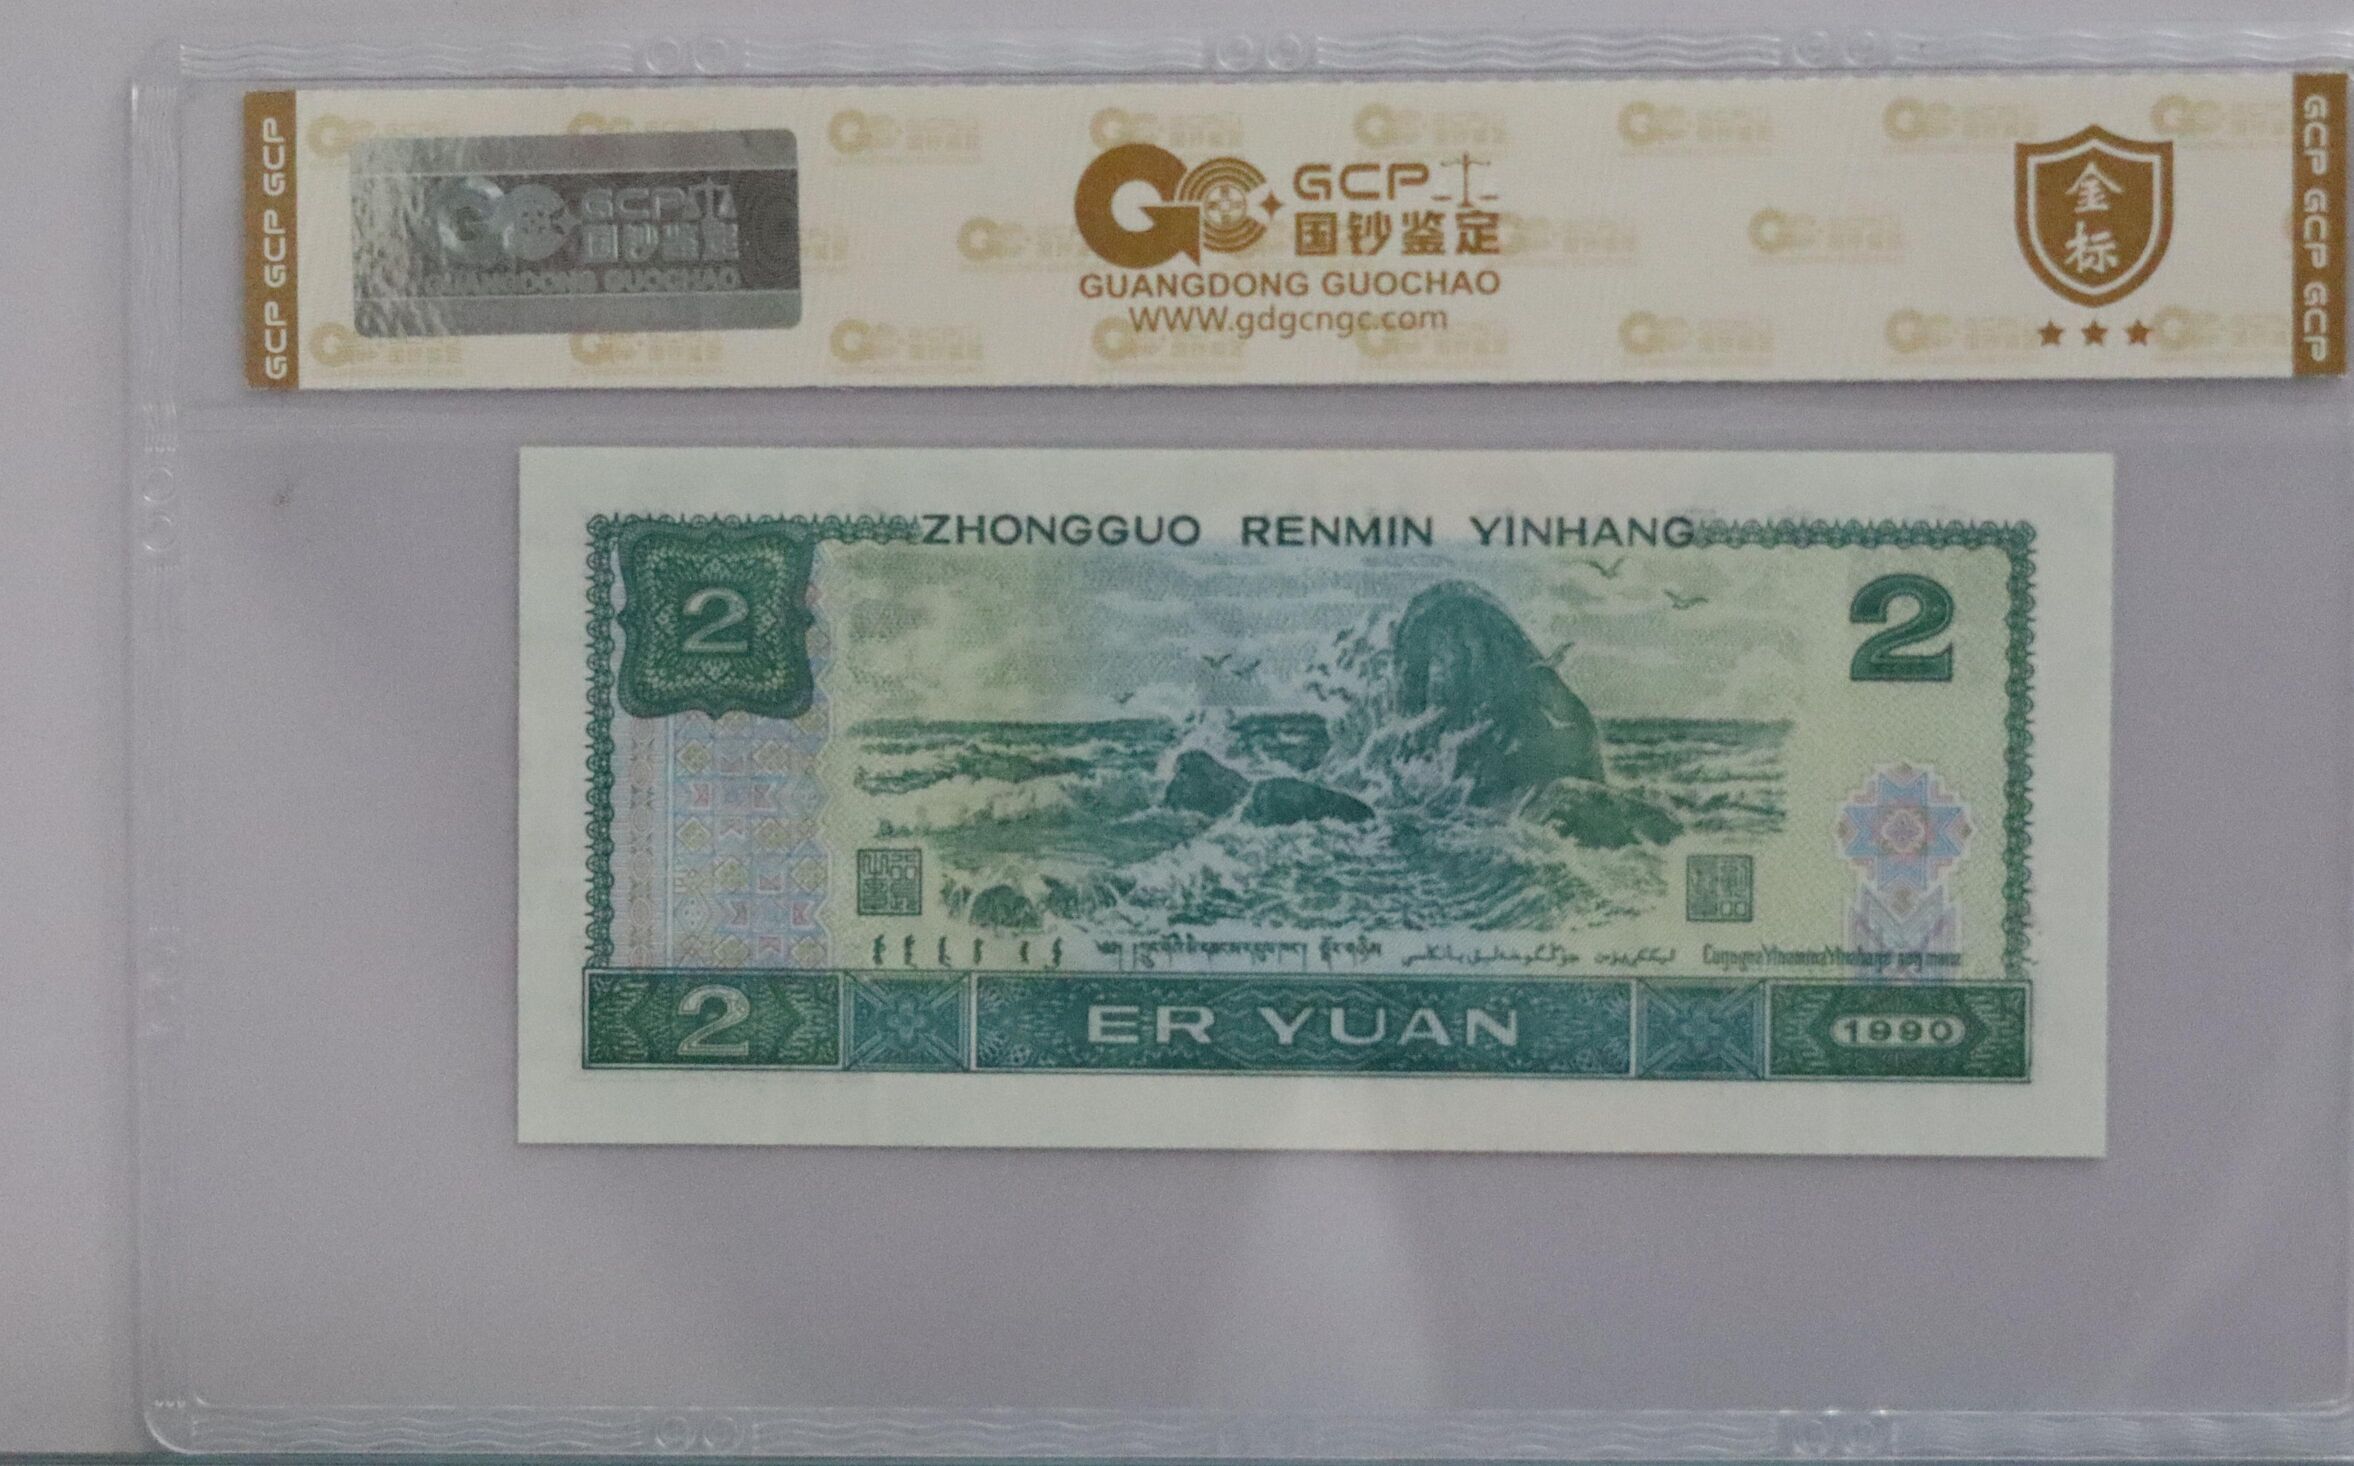 GCP GCP GCP
GCP
国钞鉴定
GUANGDONG GUOCHAO
GCP
国钞鉴定
GUANGDONG GUOCHAO
WWW.gdgcngc.com
金标
GCP GCP GCP
ZHONGGUO RENMIN YINHANG
2
2
2
ER YUAN
1990